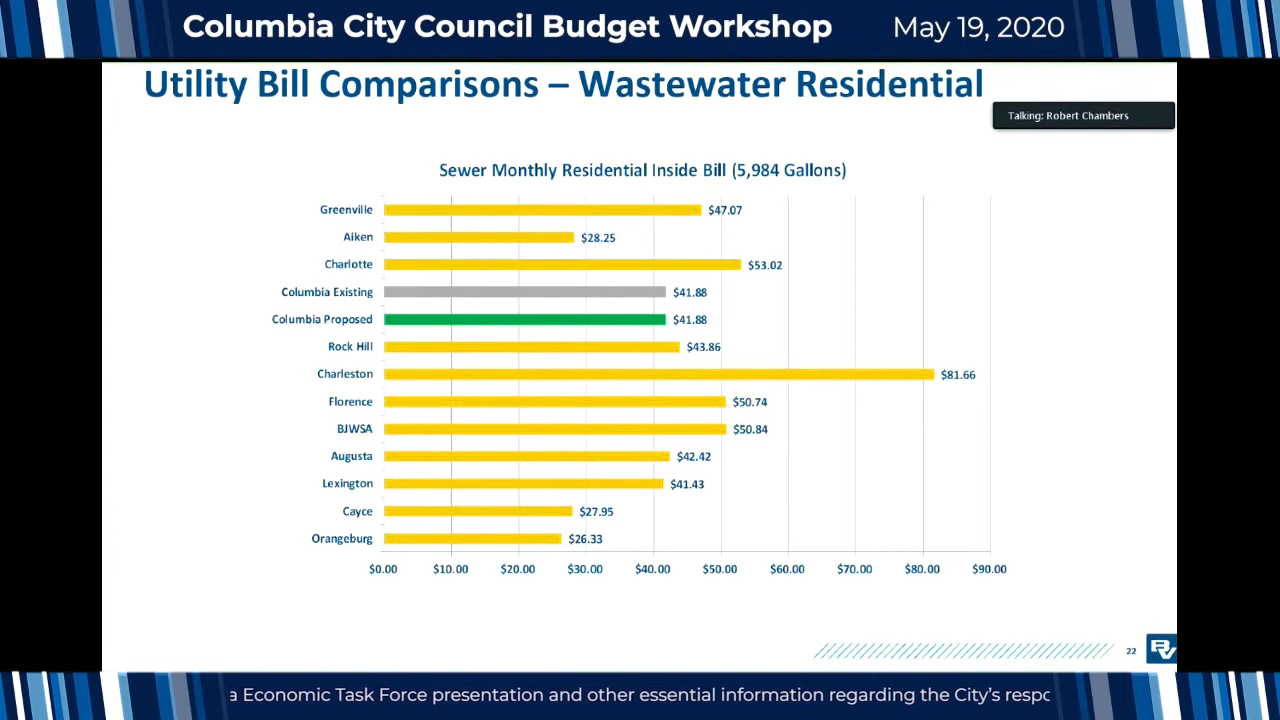 Columbia City Council Budget Workshop May 19, 2020
Utility Bill Comparisons – Wastewater Residential
Talking: Robert Chambers
Sewer Monthly Residential Inside Bill (5,984 Gallons)
Greenville $47.07
Aiken $28.25
Charlotte $53.02
Columbia Existing $41.88
Columbia Proposed $41.88
Rock Hill $43.86
Charleston $81.66
Florence $50.74
BJWSA $50.84
Augusta $42.42
Lexington $41.43
Cayce $27.95
Orangeburg $26.33
$0.00 $10.00 $20.00 $30.00 $40.00 $50.00 $60.00 $70.00 $80.00 $90.00
22 BV
a Economic Task Force presentation and other essential information regarding the City's respo